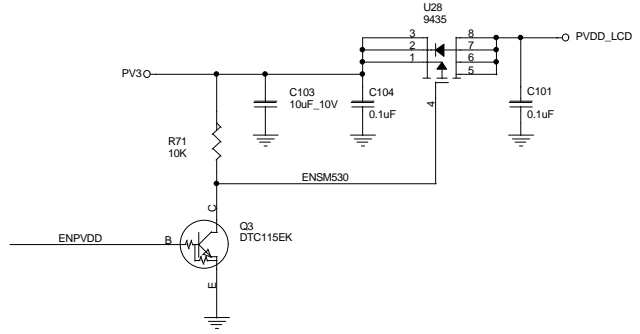 U28
9435
3
2
1
8
7
6
5
4
PVDD_LCD
PV3
C103
10uF_10V
C104
0.1uF
C101
0.1uF
R71
10K
ENSM530
C
Q3
DTC115EK
ENPVDD
B
E